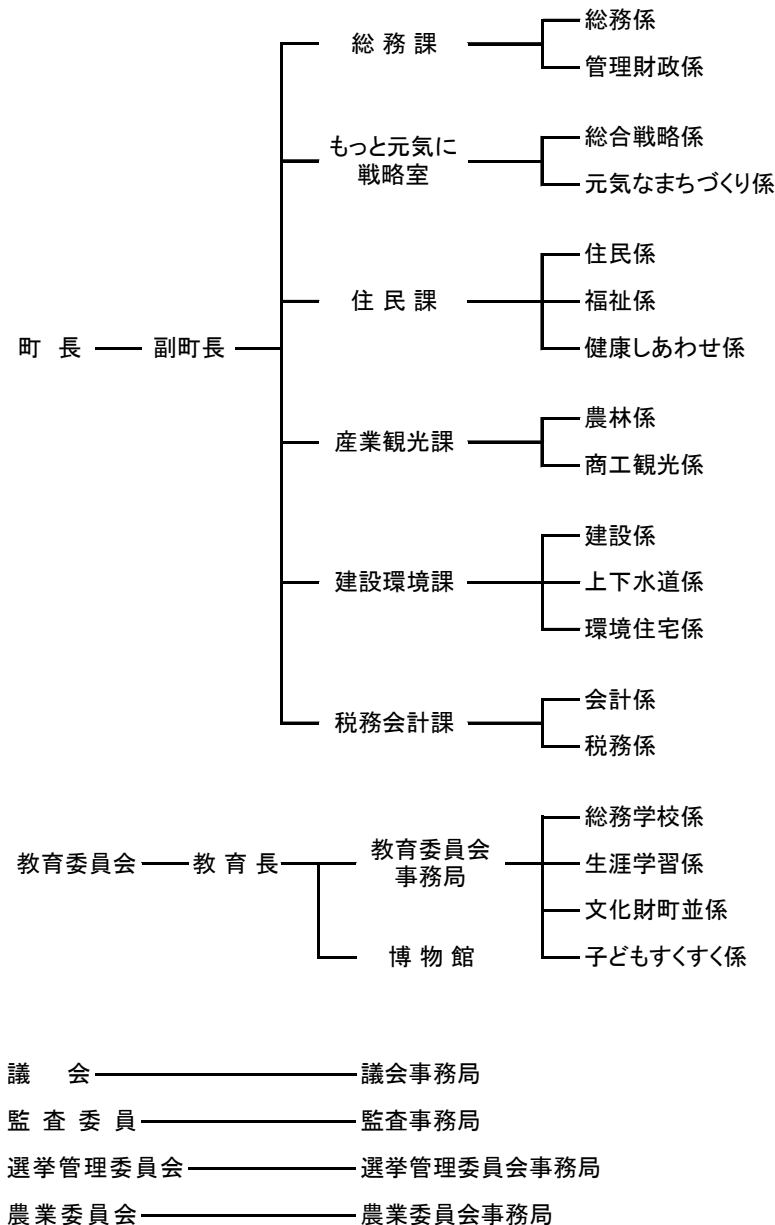 総務係
総務課
管理財政係
総合戦略係
もっと元気に
戦略室
元気なまちづくり係
住民係
住民課
福祉係
町長
副町長
健康しあわせ係
農林係
産業観光課
商工観光係
建設係
建設環境課
上下水道係
環境住宅係
会計係
税務会計課
税務係
総務学校係
教育委員会
教育長
教育委員会
事務局
生涯学習係
文化財町並係
博物館
子どもすくすく係
議会
議会事務局
監査委員
監査事務局
選挙管理委員会
選挙管理委員会事務局
農業委員会
農業委員会事務局